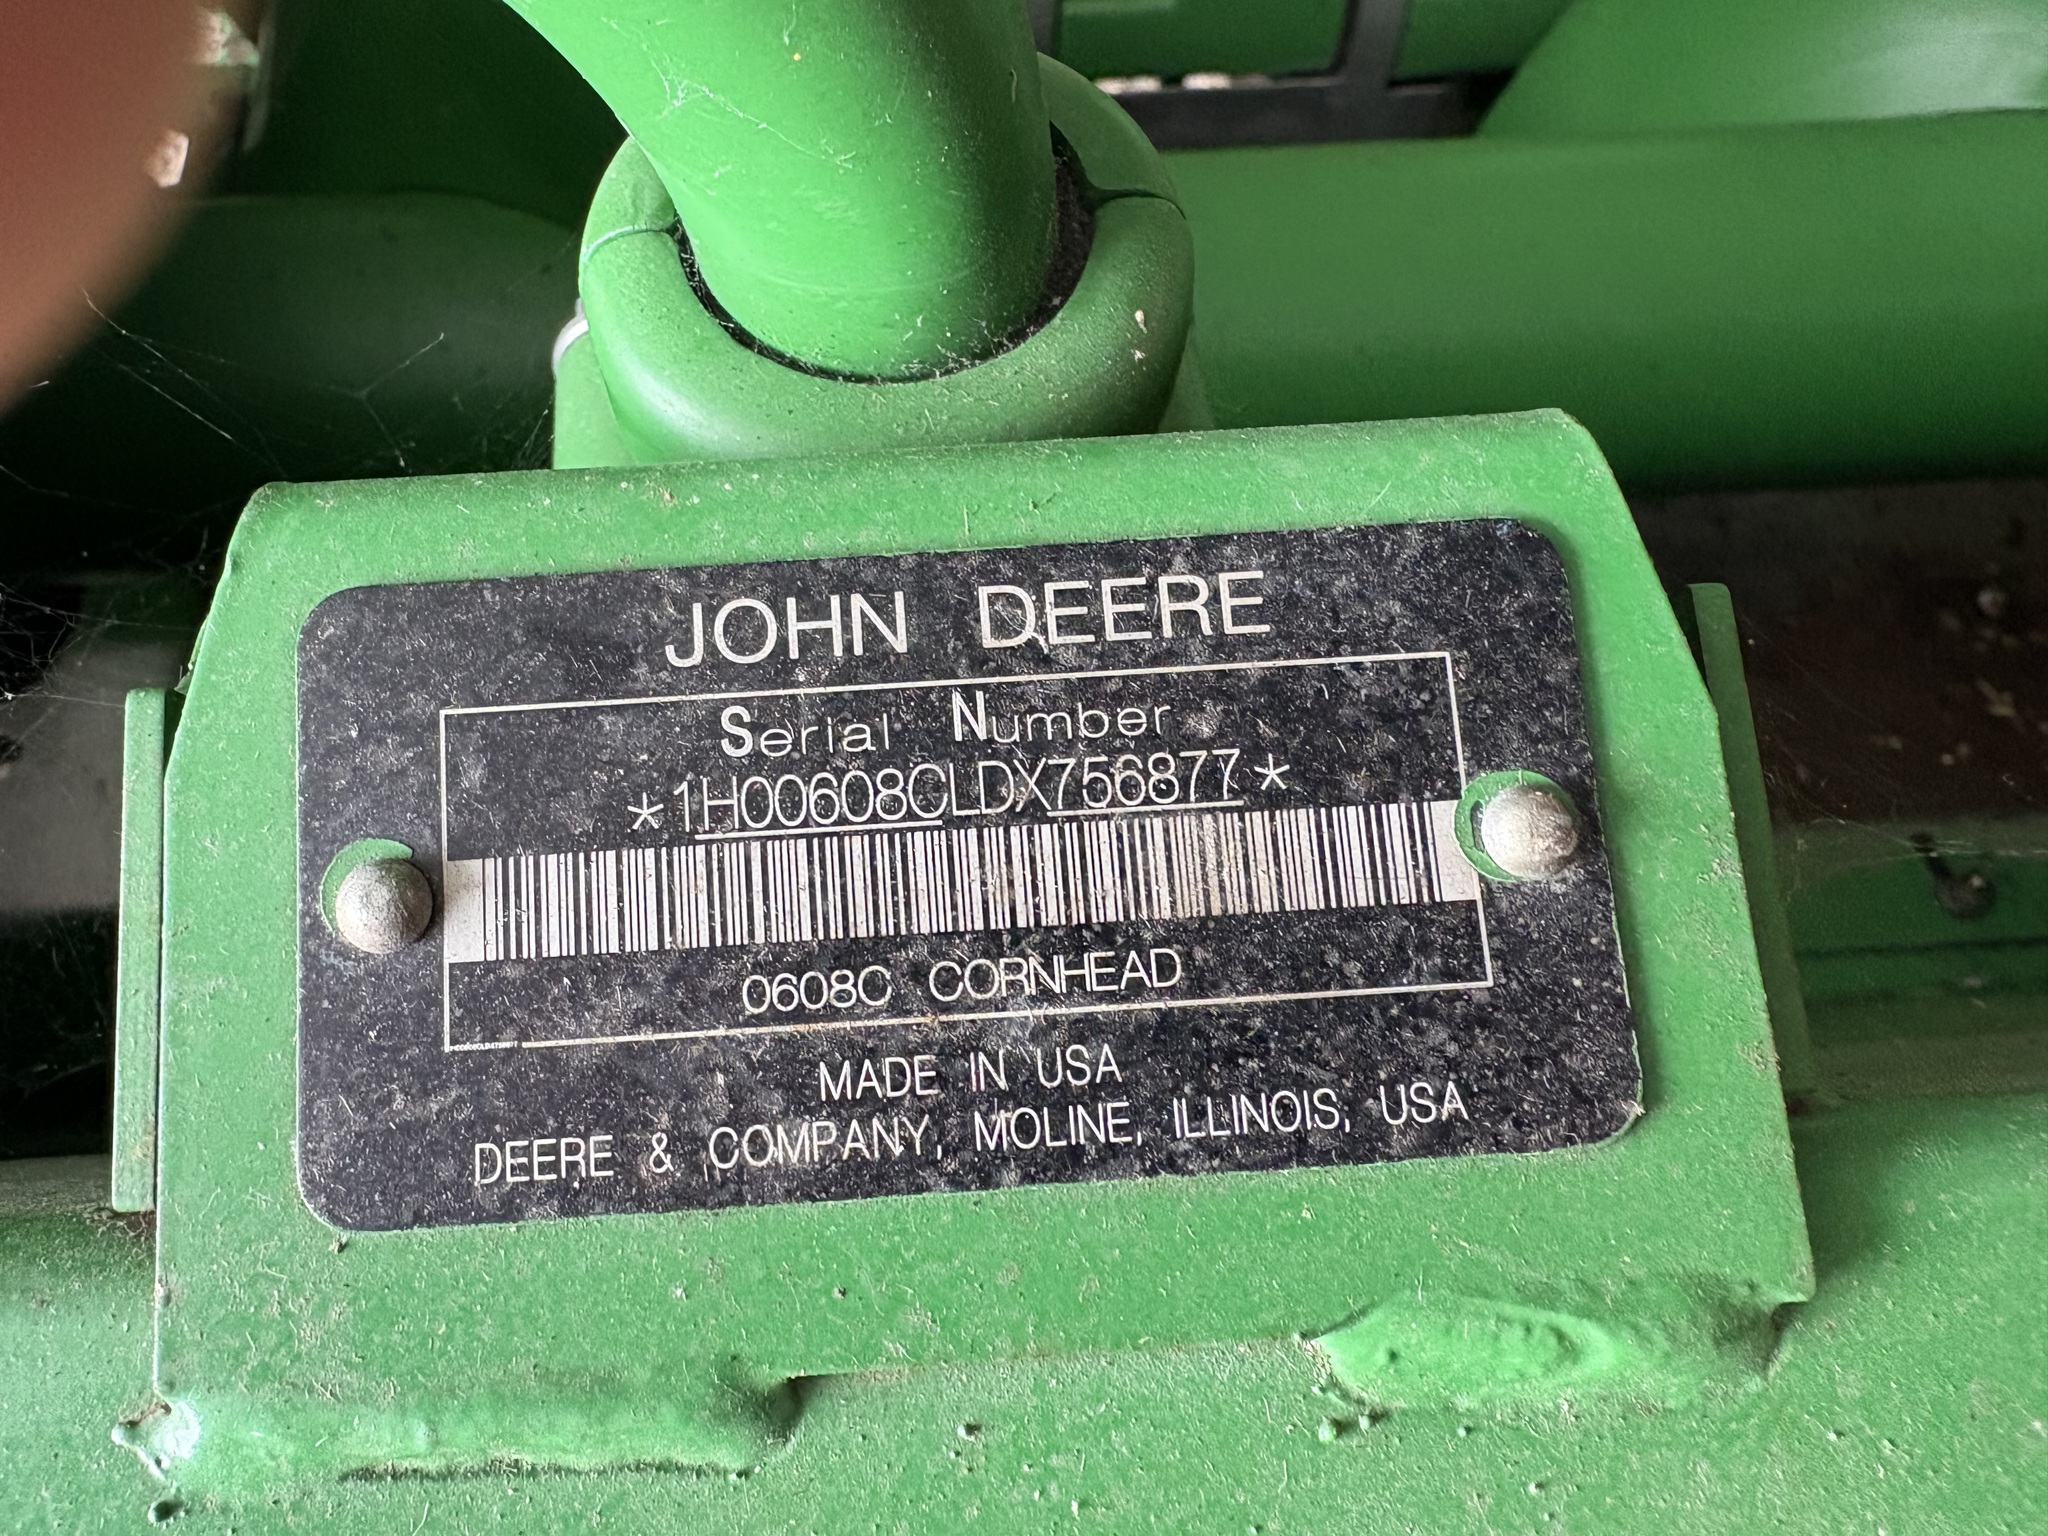 JOHN DEERE
Serial Number
*1H00608CLDX756877*
0608C CORNHEAD
MADE IN USA
DEERE & COMPANY, MOLINE, ILLINOIS, USA